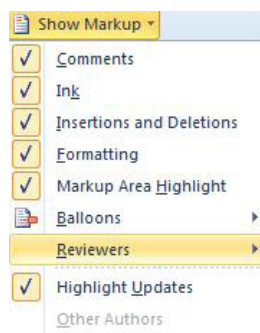 Show Markup
Comments
Ink
Insertions and Deletions
Formatting
Markup Area Highlight
Balloons
Reviewers
Highlight Updates
Other Authors